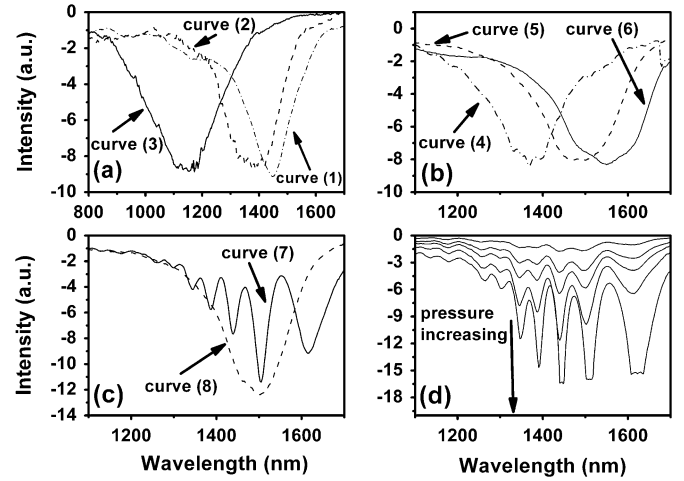 0
-2
-4
-6
-8
-10
Intensity (a.u.)
curve (2)
curve (3)
curve (1)
(a)
800 1000 1200 1400 1600
0
-2
-4
-6
-8
-10
curve (5)
curve (6)
curve (4)
(b)
1200 1400 1600
0
-2
-4
-6
-8
-10
-12
-14
Intensity (a.u.)
curve (7)
curve (8)
(c)
1200 1400 1600
Wavelength (nm)
0
-3
-6
-9
-12
-15
-18
pressure
increasing
(d)
1200 1400 1600
Wavelength (nm)